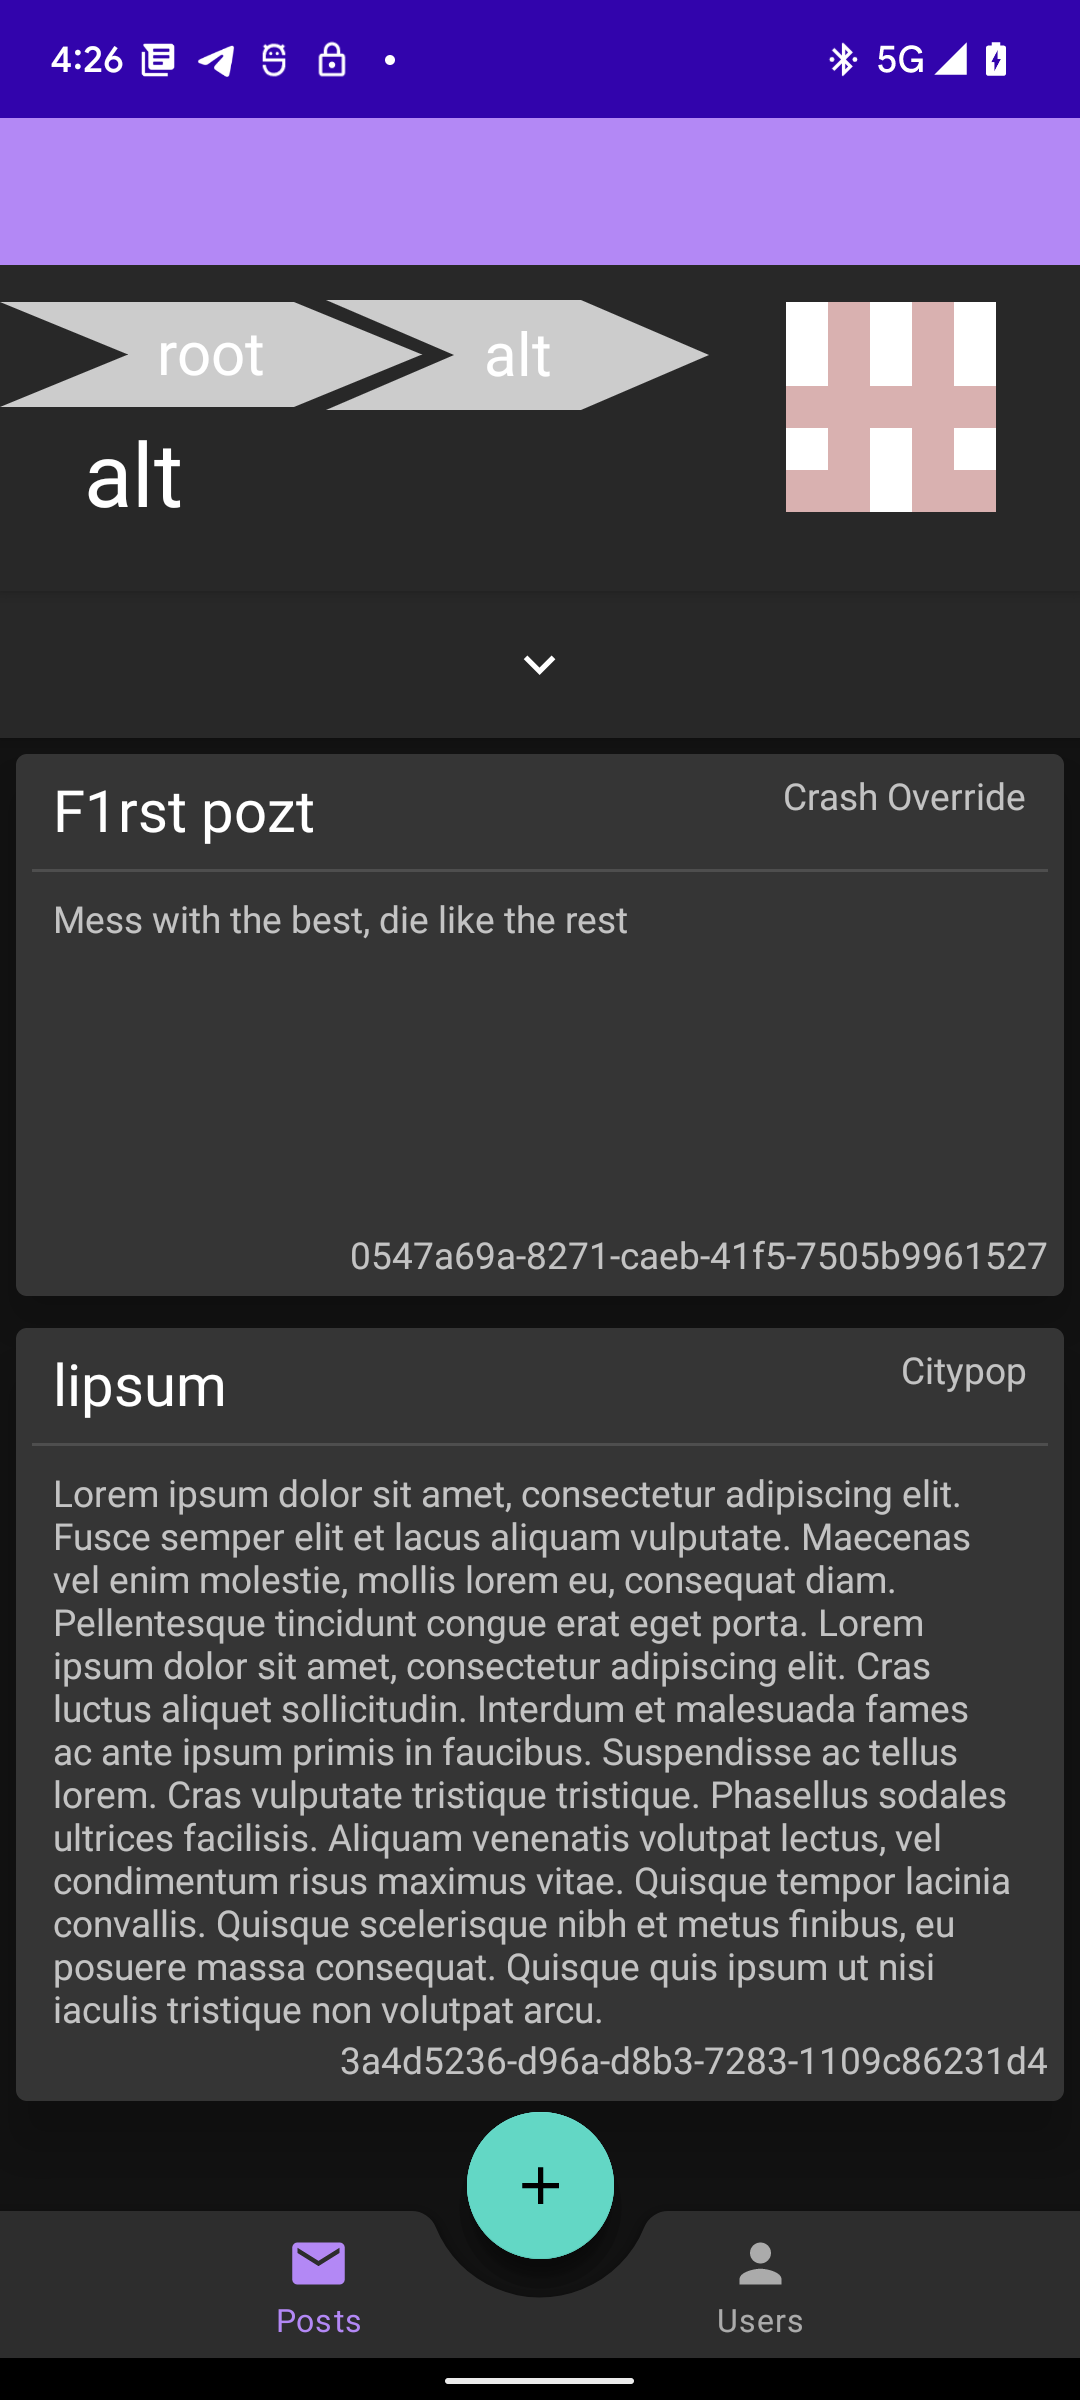 4:26
5G
root
alt
alt
F1rst pozt
Crash Override
Mess with the best, die like the rest
0547a69a-8271-caeb-41f5-7505b9961527
lipsum
Citypop
Lorem ipsum dolor sit amet, consectetur adipiscing elit.
Fusce semper elit et lacus aliquam vulputate. Maecenas
vel enim molestie, mollis lorem eu, consequat diam.
Pellentesque tincidunt congue erat eget porta. Lorem
ipsum dolor sit amet, consectetur adipiscing elit. Cras
luctus aliquet sollicitudin. Interdum et malesuada fames
ac ante ipsum primis in faucibus. Suspendisse ac tellus
lorem. Cras vulputate tristique tristique. Phasellus sodales
ultrices facilisis. Aliquam venenatis volutpat lectus, vel
condimentum risus maximus vitae. Quisque tempor lacinia
convallis. Quisque scelerisque nibh et metus finibus, eu
posuere massa consequat. Quisque quis ipsum ut nisi
iaculis tristique non volutpat arcu.
3a4d5236-d96a-d8b3-7283-1109c86231d4
Posts
Users